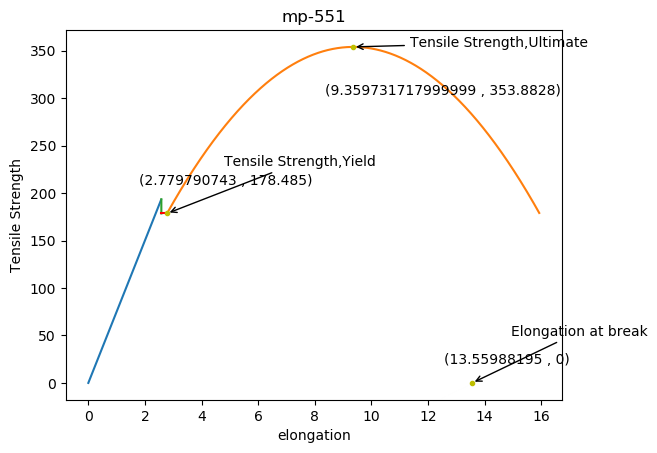 mp-551
Tensile Strength
350
300
250
200
150
100
50
0
Tensile Strength,Ultimate
(9.359731717999999 , 353.8828)
Tensile Strength,Yield
(2.779790743 , 178.485)
Elongation at break
(13.55988195 , 0)
0 2 4 6 8 10 12 14 16
elongation